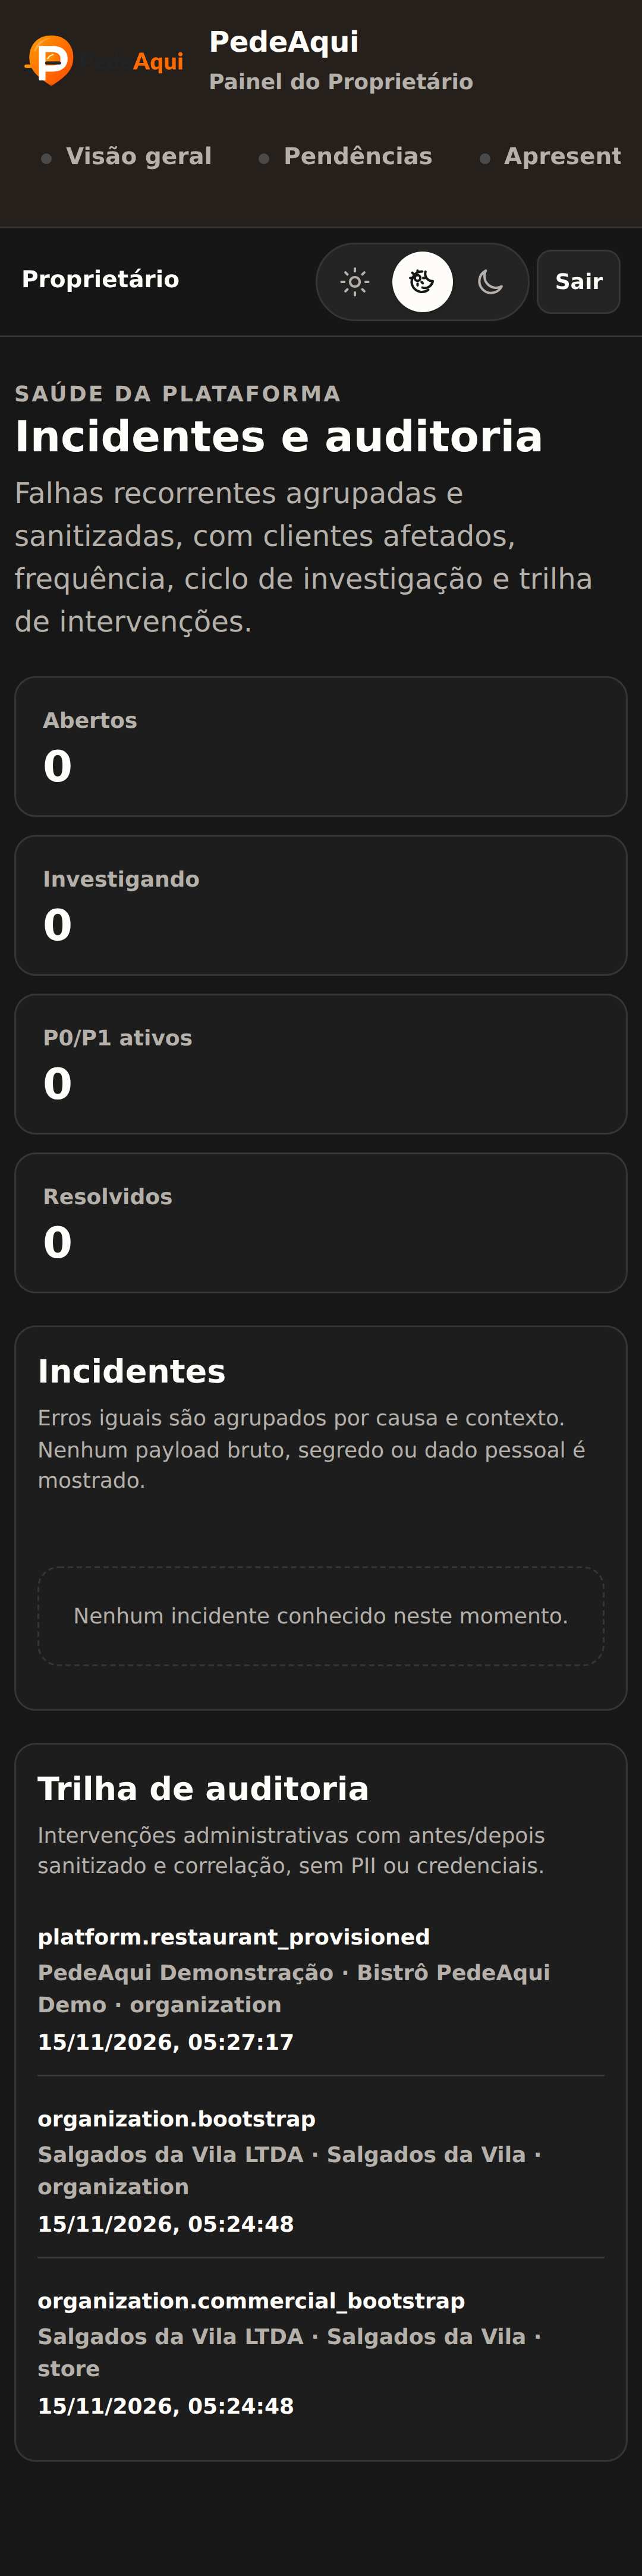 Aqui
PedeAqui
Painel do Proprietário
Visão geral
Pendências
Apresent
Proprietário
Sair
SAÚDE DA PLATAFORMA
Incidentes e auditoria
Falhas recorrentes agrupadas e
sanitizadas, com clientes afetados,
frequência, ciclo de investigação e trilha
de intervenções.
Abertos
0
Investigando
0
P0/P1 ativos
0
Resolvidos
0
Incidentes
Erros iguais são agrupados por causa e contexto.
Nenhum payload bruto, segredo ou dado pessoal é
mostrado.
Nenhum incidente conhecido neste momento.
Trilha de auditoria
Intervenções administrativas com antes/depois
sanitizado e correlação, sem PII ou credenciais.
platform.restaurant_provisioned
PedeAqui Demonstração · Bistrô PedeAqui
Demo · organization
15/11/2026, 05:27:17
organization.bootstrap
Salgados da Vila LTDA · Salgados da Vila ·
organization
15/11/2026, 05:24:48
organization.commercial_bootstrap
Salgados da Vila LTDA · Salgados da Vila ·
store
15/11/2026, 05:24:48